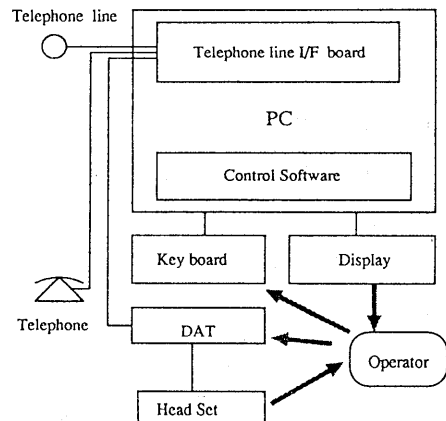 Telephone line
Telephone line I/F board
PC
Control Software
Key board
Display
Telephone
DAT
Operator
Head Set